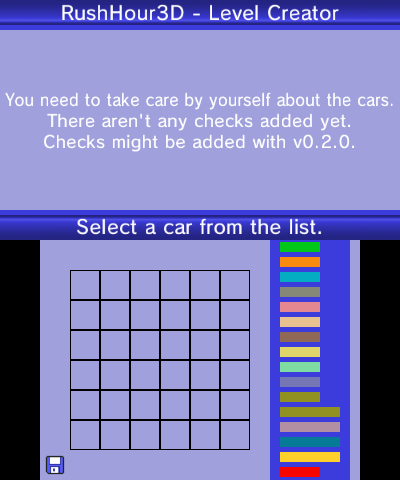 RushHour3D - Level Creator
You need to take care by yourself about the cars.
There aren't any checks added yet.
Checks might be added with v0.2.0.
Select a car from the list.